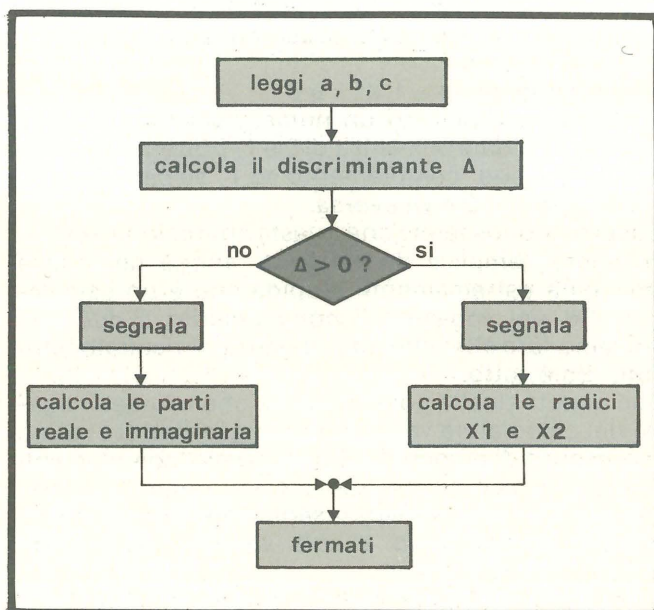 leggi a, b, c
calcola il discriminante Δ
no
Δ > 0 ?
si
segnala
segnala
calcola le parti
reale e immaginaria
calcola le radici
X1 e X2
fermati